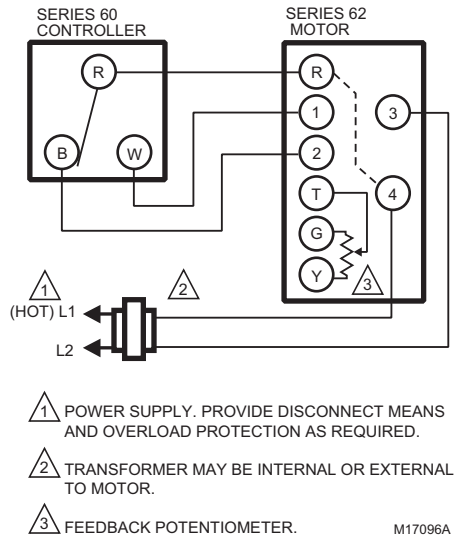 SERIES 60
CONTROLLER
SERIES 62
MOTOR
R
B
W
R
1
2
T
G
Y
3
4
3
1
(HOT) L1
2
L2
1 POWER SUPPLY. PROVIDE DISCONNECT MEANS
AND OVERLOAD PROTECTION AS REQUIRED.
2 TRANSFORMER MAY BE INTERNAL OR EXTERNAL
TO MOTOR.
3 FEEDBACK POTENTIOMETER.
M17096A